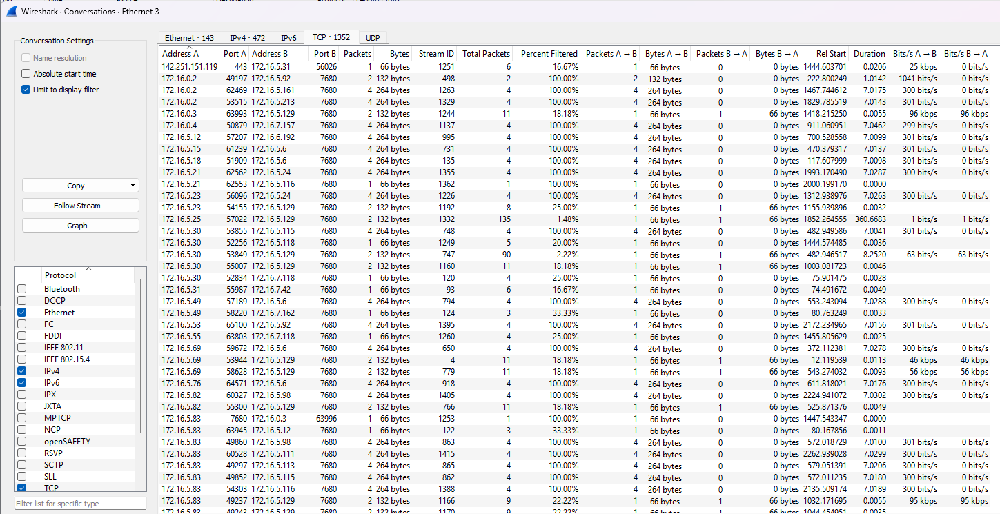 Wireshark · Conversations · Ethernet 3
Conversation Settings
Name resolution
Absolute start time
Limit to display filter
Copy
Follow Stream...
Graph...
Protocol
Bluetooth
DCCP
Ethernet
FC
FDDI
IEEE 802.11
IEEE 802.15.4
IPv4
IPv6
IPX
JXTA
MPTCP
NCP
openSAFETY
RSVP
SCTP
SLL
TCP
Filter list for specific type
Ethernet · 143 IPv4 · 472 IPv6 TCP · 1352 UDP
Address A Port A Address B Port B Packets Bytes Stream ID Total Packets Percent Filtered Packets A → B Bytes A → B Packets B → A Bytes B → A Rel Start Duration Bits/s A → B Bits/s B → A
142.251.151.119 443 172.16.5.31 56026 1 66 bytes 1251 6 16.67% 1 66 bytes 0 0 bytes 1444.603701 0.0206 25 kbps 0 bits/s
172.16.0.2 49197 172.16.5.92 7680 2 132 bytes 498 2 100.00% 2 132 bytes 0 0 bytes 222.800249 1.0142 1041 bits/s 0 bits/s
172.16.0.2 62469 172.16.5.161 7680 4 264 bytes 1263 4 100.00% 4 264 bytes 0 0 bytes 1467.744612 7.0175 300 bits/s 0 bits/s
172.16.0.2 53515 172.16.5.213 7680 4 264 bytes 1329 4 100.00% 4 264 bytes 0 0 bytes 1829.785519 7.0143 301 bits/s 0 bits/s
172.16.0.3 63993 172.16.5.129 7680 2 132 bytes 1244 11 18.18% 1 66 bytes 1 66 bytes 1418.215250 0.0055 96 kbps 96 kbps
172.16.0.4 50879 172.16.7.157 7680 4 264 bytes 1137 4 100.00% 4 264 bytes 0 0 bytes 911.060951 7.0462 299 bits/s 0 bits/s
172.16.5.12 57207 172.16.6.192 7680 4 264 bytes 995 4 100.00% 4 264 bytes 0 0 bytes 700.528558 7.0099 301 bits/s 0 bits/s
172.16.5.15 61239 172.16.5.6 7680 4 264 bytes 731 4 100.00% 4 264 bytes 0 0 bytes 470.379317 7.0137 301 bits/s 0 bits/s
172.16.5.18 51909 172.16.5.6 7680 4 264 bytes 135 4 100.00% 4 264 bytes 0 0 bytes 117.607999 7.0098 301 bits/s 0 bits/s
172.16.5.21 62562 172.16.5.24 7680 4 264 bytes 1355 4 100.00% 4 264 bytes 0 0 bytes 1993.170490 7.0287 300 bits/s 0 bits/s
172.16.5.21 62553 172.16.5.116 7680 1 66 bytes 1362 1 100.00% 1 66 bytes 0 0 bytes 2000.199170 0.0000
172.16.5.23 56096 172.16.5.24 7680 4 264 bytes 1226 4 100.00% 4 264 bytes 0 0 bytes 1312.938976 7.0263 300 bits/s 0 bits/s
172.16.5.23 54155 172.16.5.129 7680 2 132 bytes 1192 8 25.00% 1 66 bytes 1 66 bytes 1155.939896 0.0032
172.16.5.25 57022 172.16.5.129 7680 2 132 bytes 1332 135 1.48% 1 66 bytes 1 66 bytes 1852.264555 360.6683 1 bits/s 1 bits/s
172.16.5.30 53855 172.16.5.115 7680 4 264 bytes 748 4 100.00% 4 264 bytes 0 0 bytes 482.949586 7.0041 301 bits/s 0 bits/s
172.16.5.30 52256 172.16.5.118 7680 1 66 bytes 1249 5 20.00% 1 66 bytes 0 0 bytes 1444.574485 0.0036
172.16.5.30 53849 172.16.5.129 7680 2 132 bytes 747 90 2.22% 1 66 bytes 1 66 bytes 482.946517 8.2520 63 bits/s 63 bits/s
172.16.5.30 55007 172.16.5.129 7680 2 132 bytes 1160 11 18.18% 1 66 bytes 1 66 bytes 1003.081723 0.0046
172.16.5.30 52834 172.16.7.118 7680 1 66 bytes 120 4 25.00% 1 66 bytes 0 0 bytes 75.901475 0.0028
172.16.5.31 55987 172.16.7.42 7680 1 66 bytes 93 6 16.67% 1 66 bytes 0 0 bytes 74.491672 0.0049
172.16.5.49 57189 172.16.5.6 7680 4 264 bytes 794 4 100.00% 4 264 bytes 0 0 bytes 553.243094 7.0288 300 bits/s 0 bits/s
172.16.5.49 58220 172.16.7.162 7680 1 66 bytes 124 3 33.33% 1 66 bytes 0 0 bytes 80.763249 0.0033
172.16.5.53 65100 172.16.5.92 7680 4 264 bytes 1395 4 100.00% 4 264 bytes 0 0 bytes 2172.234965 7.0156 301 bits/s 0 bits/s
172.16.5.55 63803 172.16.7.118 7680 1 66 bytes 1260 4 25.00% 1 66 bytes 0 0 bytes 1455.805629 0.0025
172.16.5.69 59672 172.16.5.6 7680 4 264 bytes 650 4 100.00% 4 264 bytes 0 0 bytes 372.112381 7.0278 300 bits/s 0 bits/s
172.16.5.69 53944 172.16.5.129 7680 2 132 bytes 4 11 18.18% 1 66 bytes 1 66 bytes 12.119539 0.0113 46 kbps 46 kbps
172.16.5.69 58628 172.16.5.129 7680 2 132 bytes 779 11 18.18% 1 66 bytes 1 66 bytes 543.274032 0.0093 56 kbps 56 kbps
172.16.5.76 64571 172.16.5.6 7680 4 264 bytes 918 4 100.00% 4 264 bytes 0 0 bytes 611.818021 7.0176 300 bits/s 0 bits/s
172.16.5.82 60327 172.16.5.98 7680 4 264 bytes 1405 4 100.00% 4 264 bytes 0 0 bytes 2224.941072 7.0302 300 bits/s 0 bits/s
172.16.5.82 55300 172.16.5.129 7680 2 132 bytes 766 11 18.18% 1 66 bytes 1 66 bytes 525.871376 0.0049
172.16.5.83 7680 172.16.0.3 63996 1 66 bytes 1253 1 100.00% 1 66 bytes 0 0 bytes 1447.543347 0.0000
172.16.5.83 63945 172.16.5.12 7680 1 66 bytes 122 3 33.33% 1 66 bytes 0 0 bytes 80.167856 0.0011
172.16.5.83 49860 172.16.5.98 7680 4 264 bytes 863 4 100.00% 4 264 bytes 0 0 bytes 572.018729 7.0100 301 bits/s 0 bits/s
172.16.5.83 60528 172.16.5.111 7680 4 264 bytes 1415 4 100.00% 4 264 bytes 0 0 bytes 2262.939028 7.0299 300 bits/s 0 bits/s
172.16.5.83 49297 172.16.5.113 7680 4 264 bytes 865 4 100.00% 4 264 bytes 0 0 bytes 579.051391 7.0206 300 bits/s 0 bits/s
172.16.5.83 49852 172.16.5.115 7680 4 264 bytes 862 4 100.00% 4 264 bytes 0 0 bytes 572.011235 7.0180 300 bits/s 0 bits/s
172.16.5.83 54303 172.16.5.116 7680 4 264 bytes 1388 4 100.00% 4 264 bytes 0 0 bytes 2135.509174 7.0189 300 bits/s 0 bits/s
172.16.5.83 49237 172.16.5.129 7680 2 132 bytes 1166 9 22.22% 1 66 bytes 1 66 bytes 1032.171695 0.0055 95 kbps 95 kbps